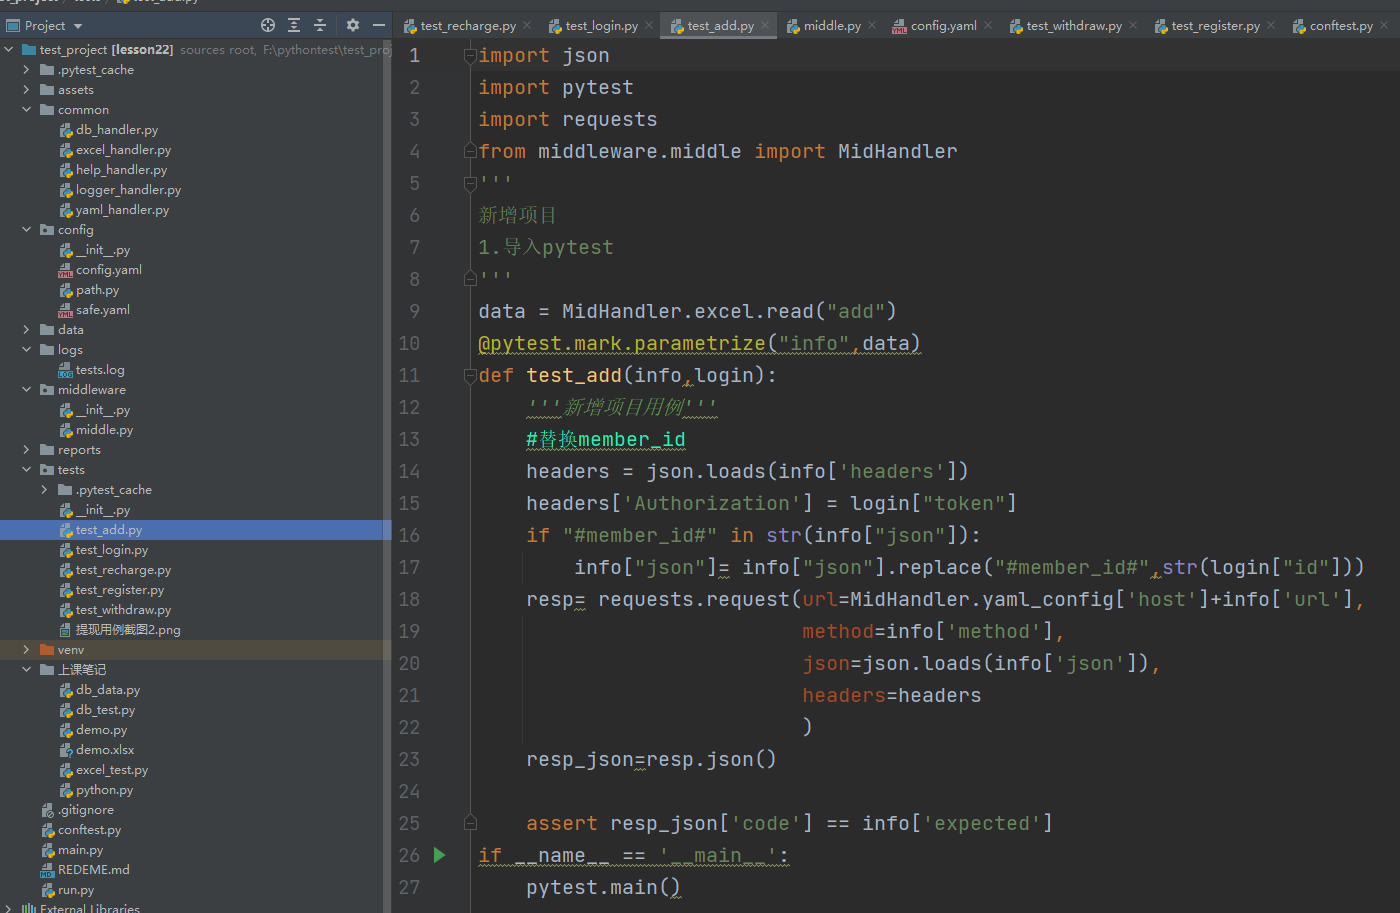 test_project tests test_add.py
Project
test_recharge.py
test_login.py
test_add.py
middle.py
config.yaml
test_withdraw.py
test_register.py
conftest.py
test_project [lesson22] sources root, F:\pythontest\test_proj
.pytest_cache
assets
common
db_handler.py
excel_handler.py
help_handler.py
logger_handler.py
yaml_handler.py
config
__init__.py
config.yaml
path.py
safe.yaml
data
logs
tests.log
middleware
__init__.py
middle.py
reports
tests
.pytest_cache
__init__.py
test_add.py
test_login.py
test_recharge.py
test_register.py
test_withdraw.py
提现用例截图2.png
venv
上课笔记
db_data.py
db_test.py
demo.py
demo.xlsx
excel_test.py
python.py
.gitignore
conftest.py
main.py
REDEME.md
run.py
External Libraries
1 import json
2 import pytest
3 import requests
4 from middleware.middle import MidHandler
5 '''
6 新增项目
7 1.导入pytest
8 '''
9 data = MidHandler.excel.read("add")
10 @pytest.mark.parametrize("info",data)
11 def test_add(info,login):
12 '''新增项目用例'''
13 #替换member_id
14 headers = json.loads(info['headers'])
15 headers['Authorization'] = login["token"]
16 if "#member_id#" in str(info["json"]):
17 info["json"]= info["json"].replace("#member_id#",str(login["id"]))
18 resp= requests.request(url=MidHandler.yaml_config['host']+info['url'],
19 method=info['method'],
20 json=json.loads(info['json']),
21 headers=headers
22 )
23 resp_json=resp.json()
24
25 assert resp_json['code'] == info['expected']
26 if __name__ == '__main__':
27 pytest.main()